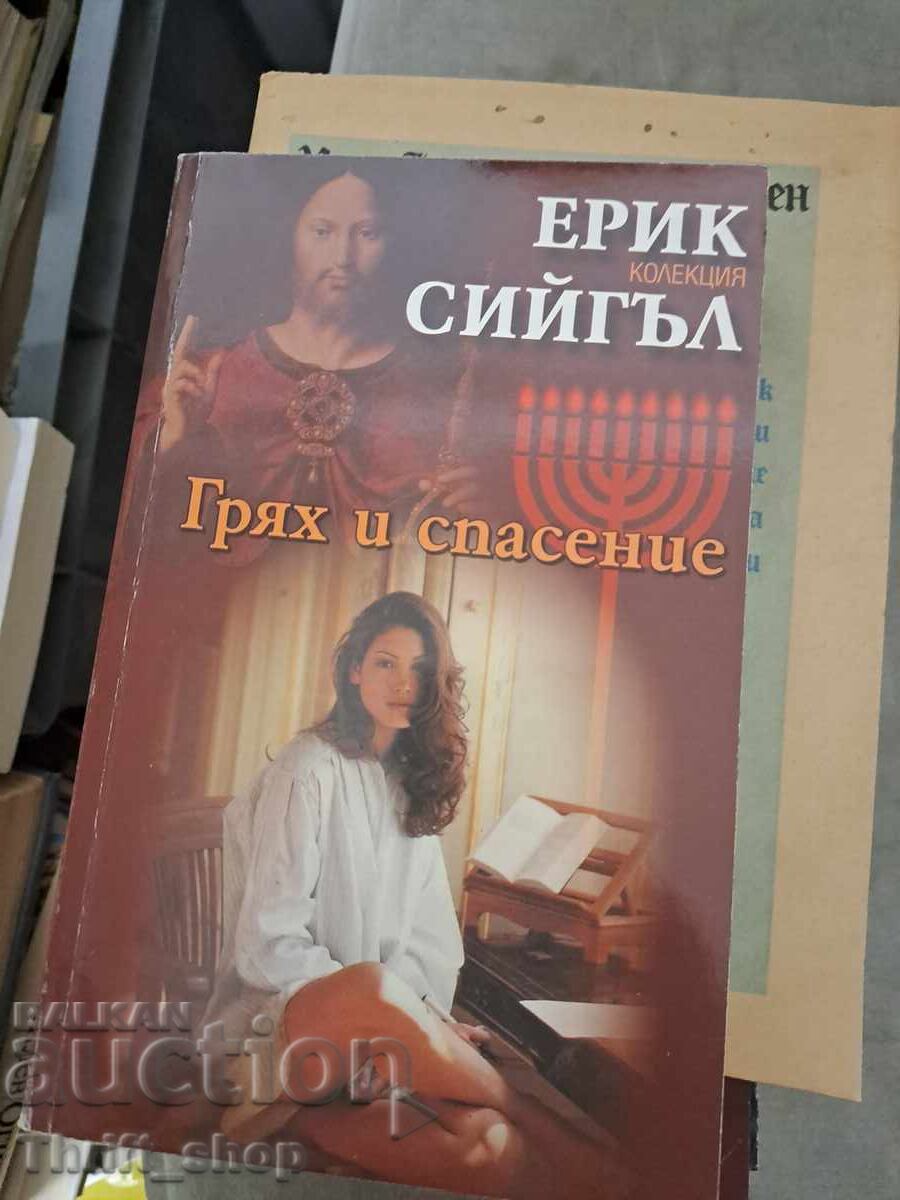 ЕРИК
КОЛЕКЦИЯ
СИЙГЪЛ
Грях и спасение
BALKAN
auction
Thrift_shop